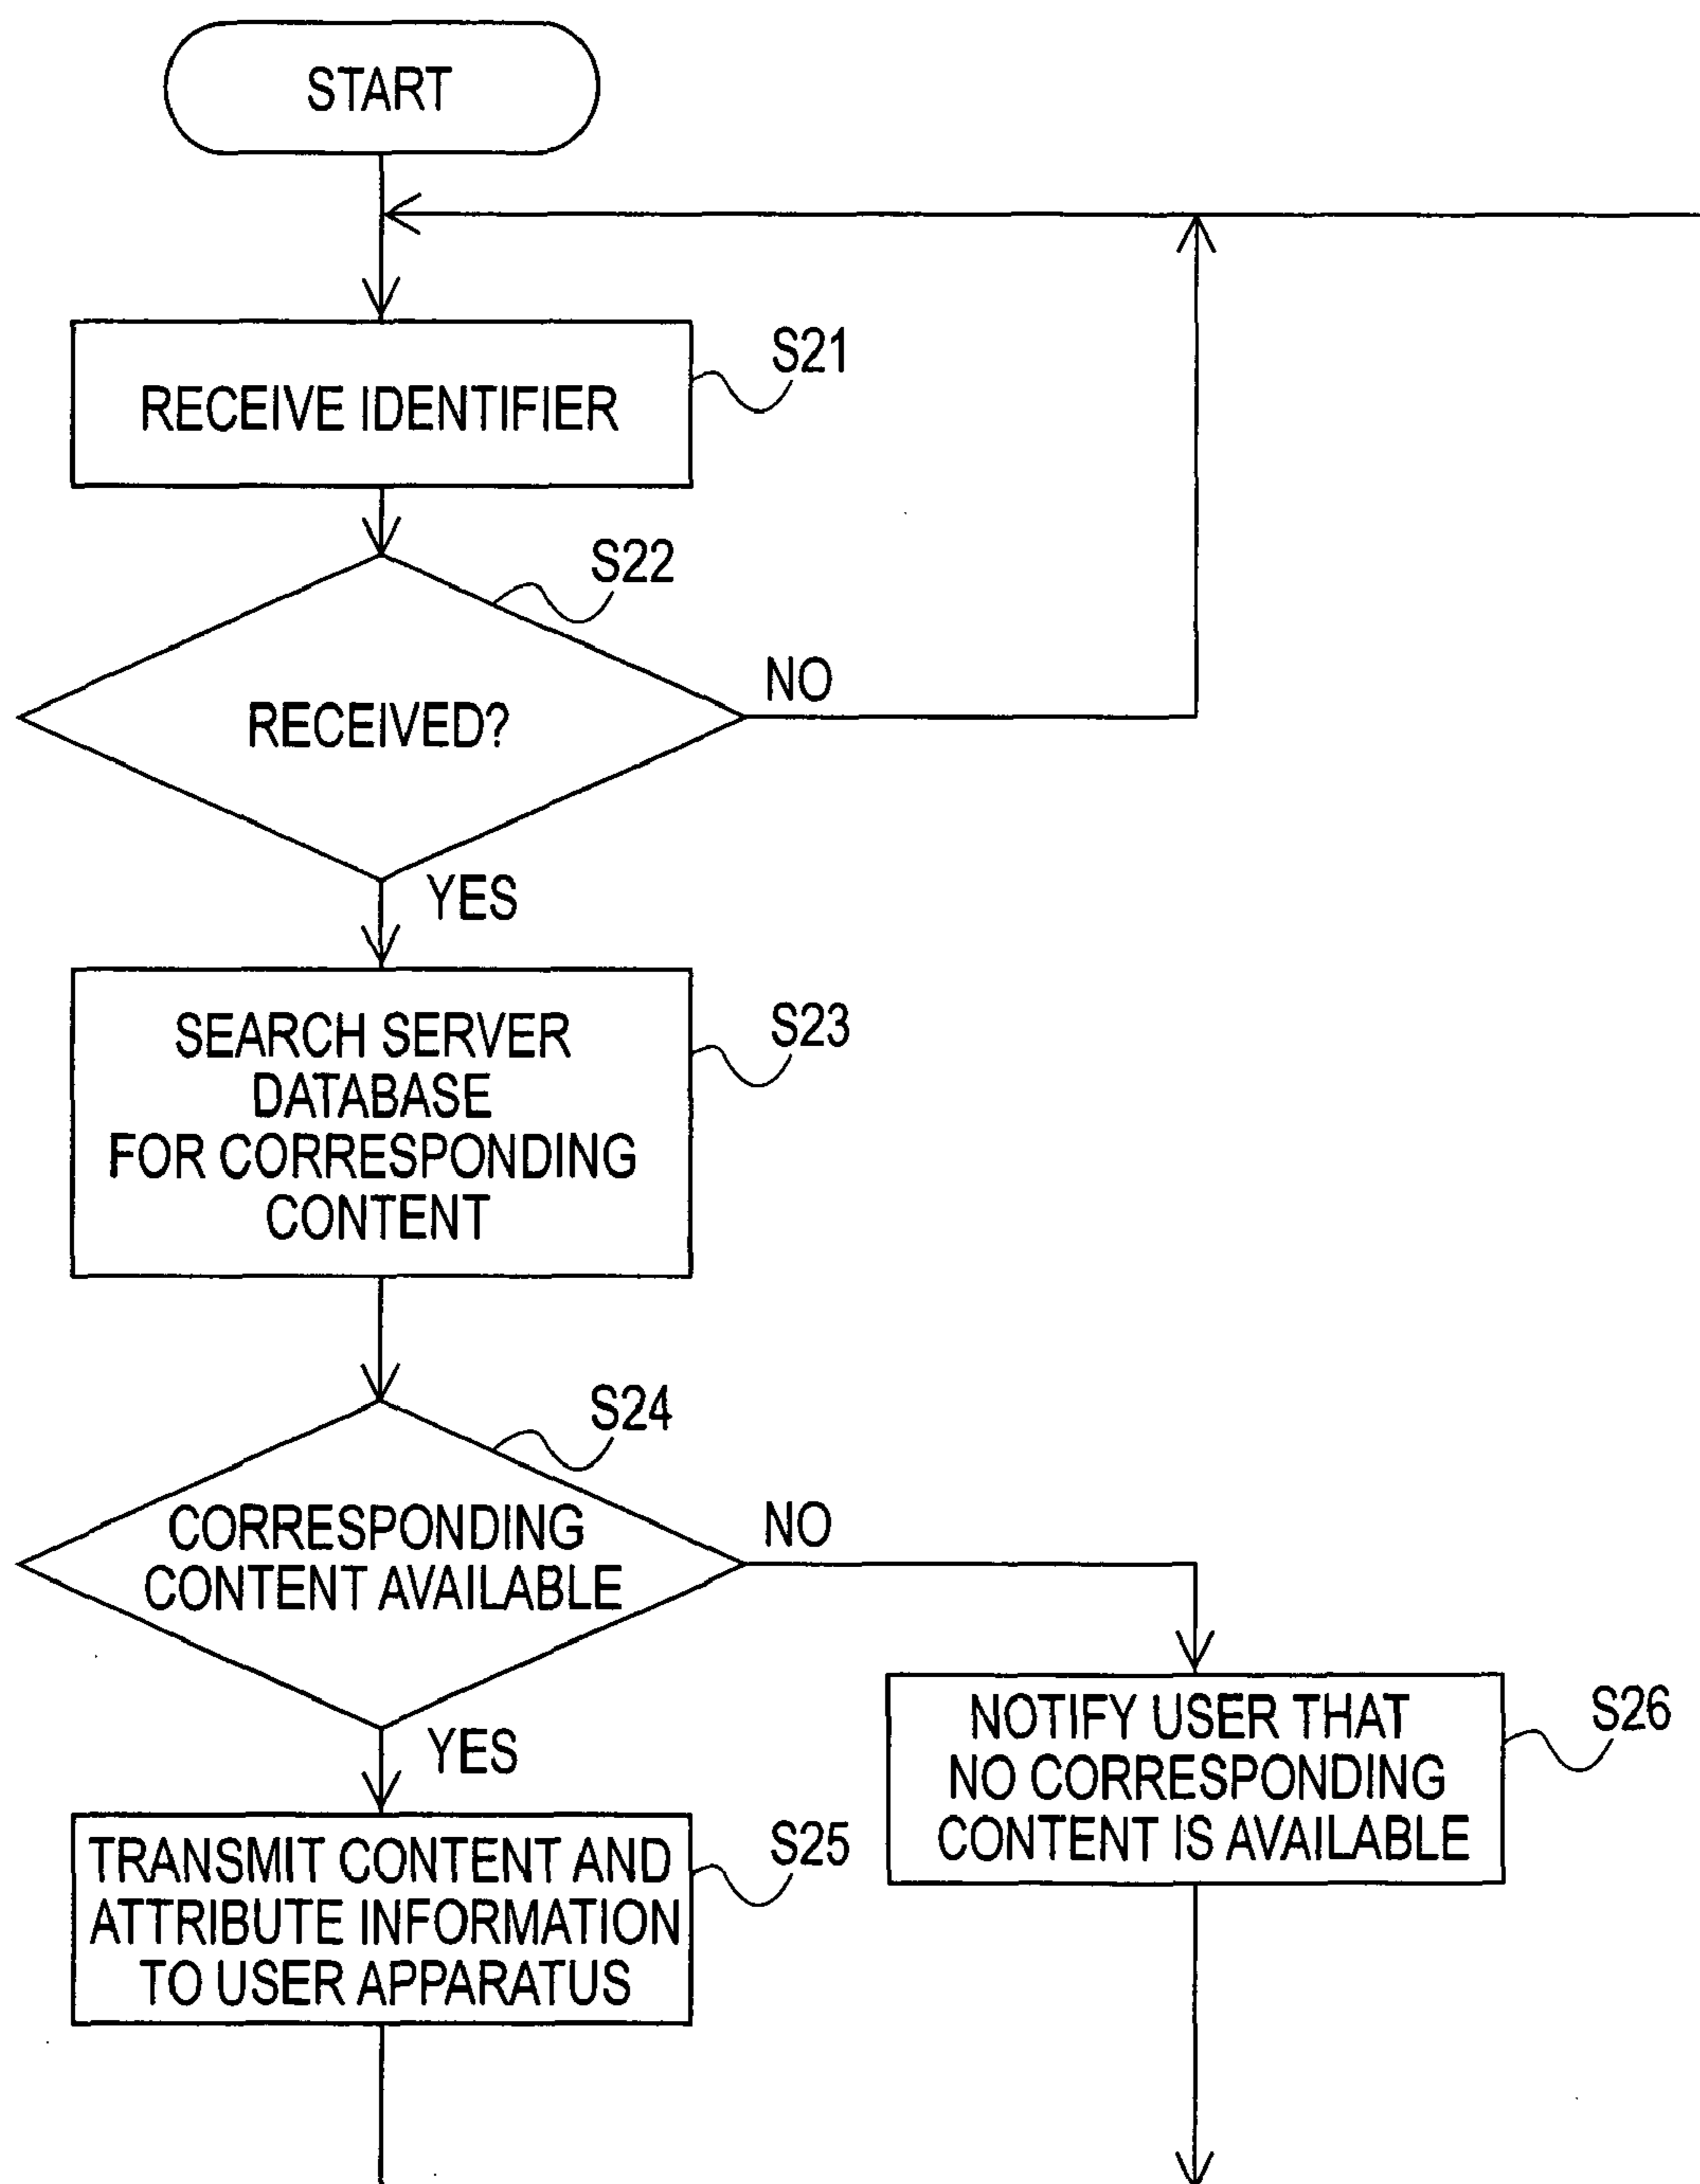 START
S21
RECEIVE IDENTIFIER
S22
NO
RECEIVED?
YES
S23
SEARCH SERVER
DATABASE
FOR CORRESPONDING
CONTENT
S24
NO
CORRESPONDING
CONTENT AVAILABLE
YES
S26
NOTIFY USER THAT
NO CORRESPONDING
CONTENT IS AVAILABLE
S25
TRANSMIT CONTENT AND
ATTRIBUTE INFORMATION
TO USER APPARATUS